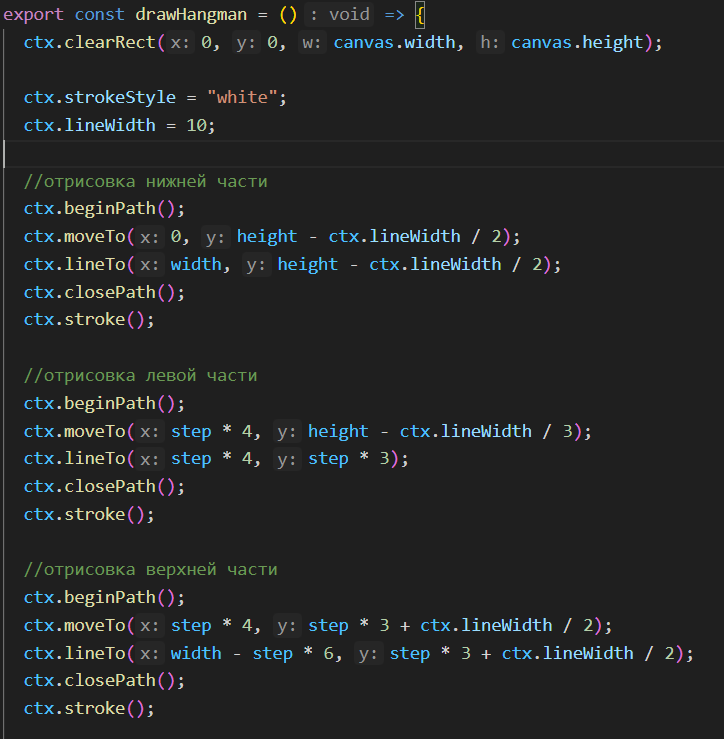 export const drawHangman = () : void => {
ctx.clearRect( x: 0, y: 0, w: canvas.width, h: canvas.height);
ctx.strokeStyle = "white";
ctx.lineWidth = 10;
//отрисовка нижней части
ctx.beginPath();
ctx.moveTo( x: 0, y: height - ctx.lineWidth / 2);
ctx.lineTo( x: width, y: height - ctx.lineWidth / 2);
ctx.closePath();
ctx.stroke();
//отрисовка левой части
ctx.beginPath();
ctx.moveTo( x: step * 4, y: height - ctx.lineWidth / 3);
ctx.lineTo( x: step * 4, y: step * 3);
ctx.closePath();
ctx.stroke();
//отрисовка верхней части
ctx.beginPath();
ctx.moveTo( x: step * 4, y: step * 3 + ctx.lineWidth / 2);
ctx.lineTo( x: width - step * 6, y: step * 3 + ctx.lineWidth / 2);
ctx.closePath();
ctx.stroke();